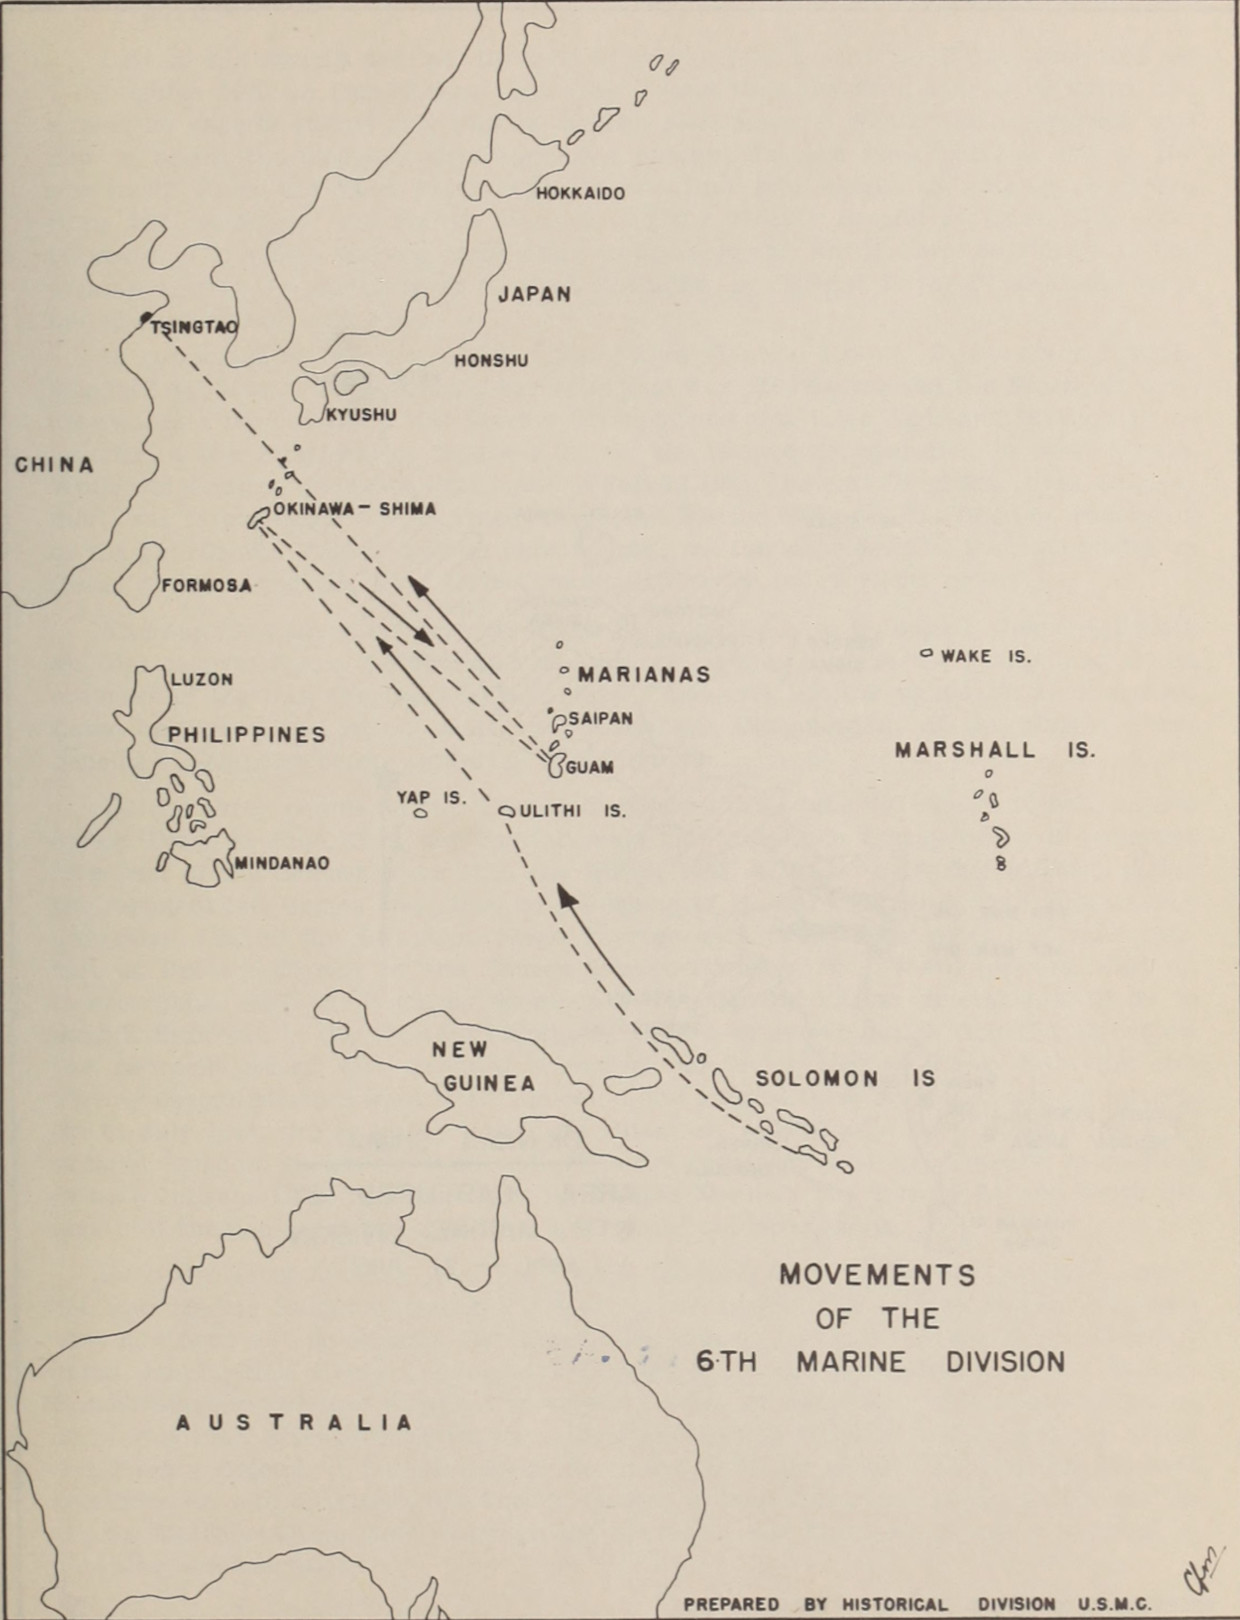 HOKKAIDO
JAPAN
TSINGTAO
HONSHU
KYUSHU
CHINA
OKINAWA - SHIMA
FORMOSA
WAKE IS.
MARIANAS
LUZON
SAIPAN
PHILIPPINES
MARSHALL IS.
GUAM
YAP IS.
ULITHI IS.
MINDANAO
NEW
GUINEA
SOLOMON IS
MOVEMENTS
OF THE
6TH MARINE DIVISION
AUSTRALIA
PREPARED BY HISTORICAL DIVISION U.S.M.C.